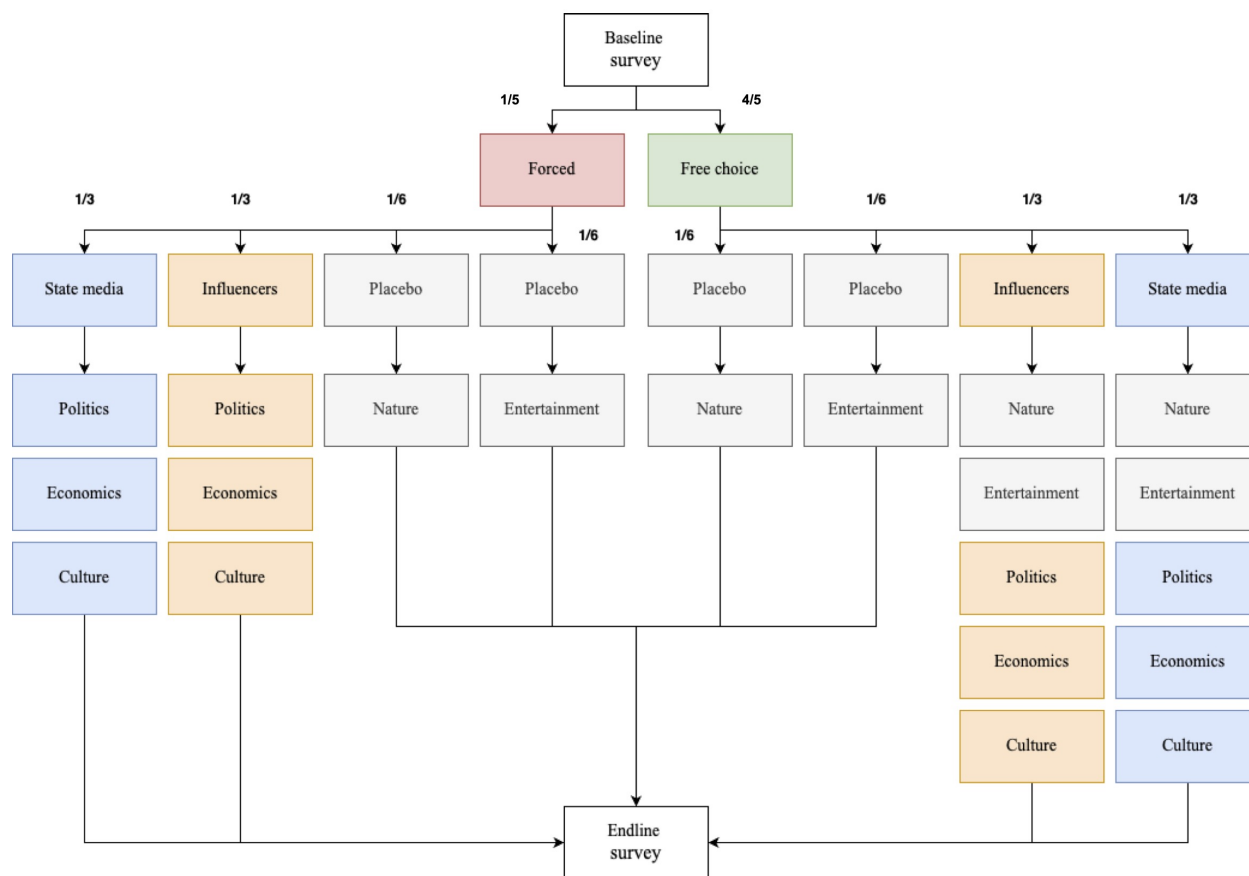 Baseline
survey
1/5
4/5
Forced
Free choice
1/3
1/3
1/6
1/6
1/3
1/3
1/6
1/6
State media
Influencers
Placebo
Placebo
Placebo
Placebo
Influencers
State media
Politics
Politics
Nature
Entertainment
Nature
Entertainment
Nature
Nature
Economics
Economics
Entertainment
Entertainment
Culture
Culture
Politics
Politics
Economics
Economics
Culture
Culture
Endline
survey